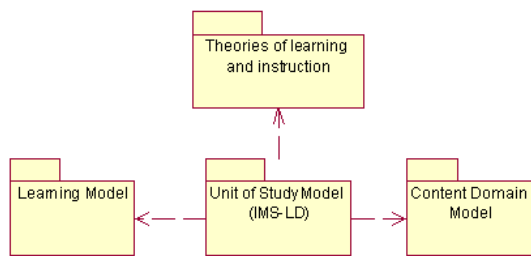 Theories of learning
and instruction
Learning Model
Unit of Study Model
(IMS-LD)
Content Domain
Model